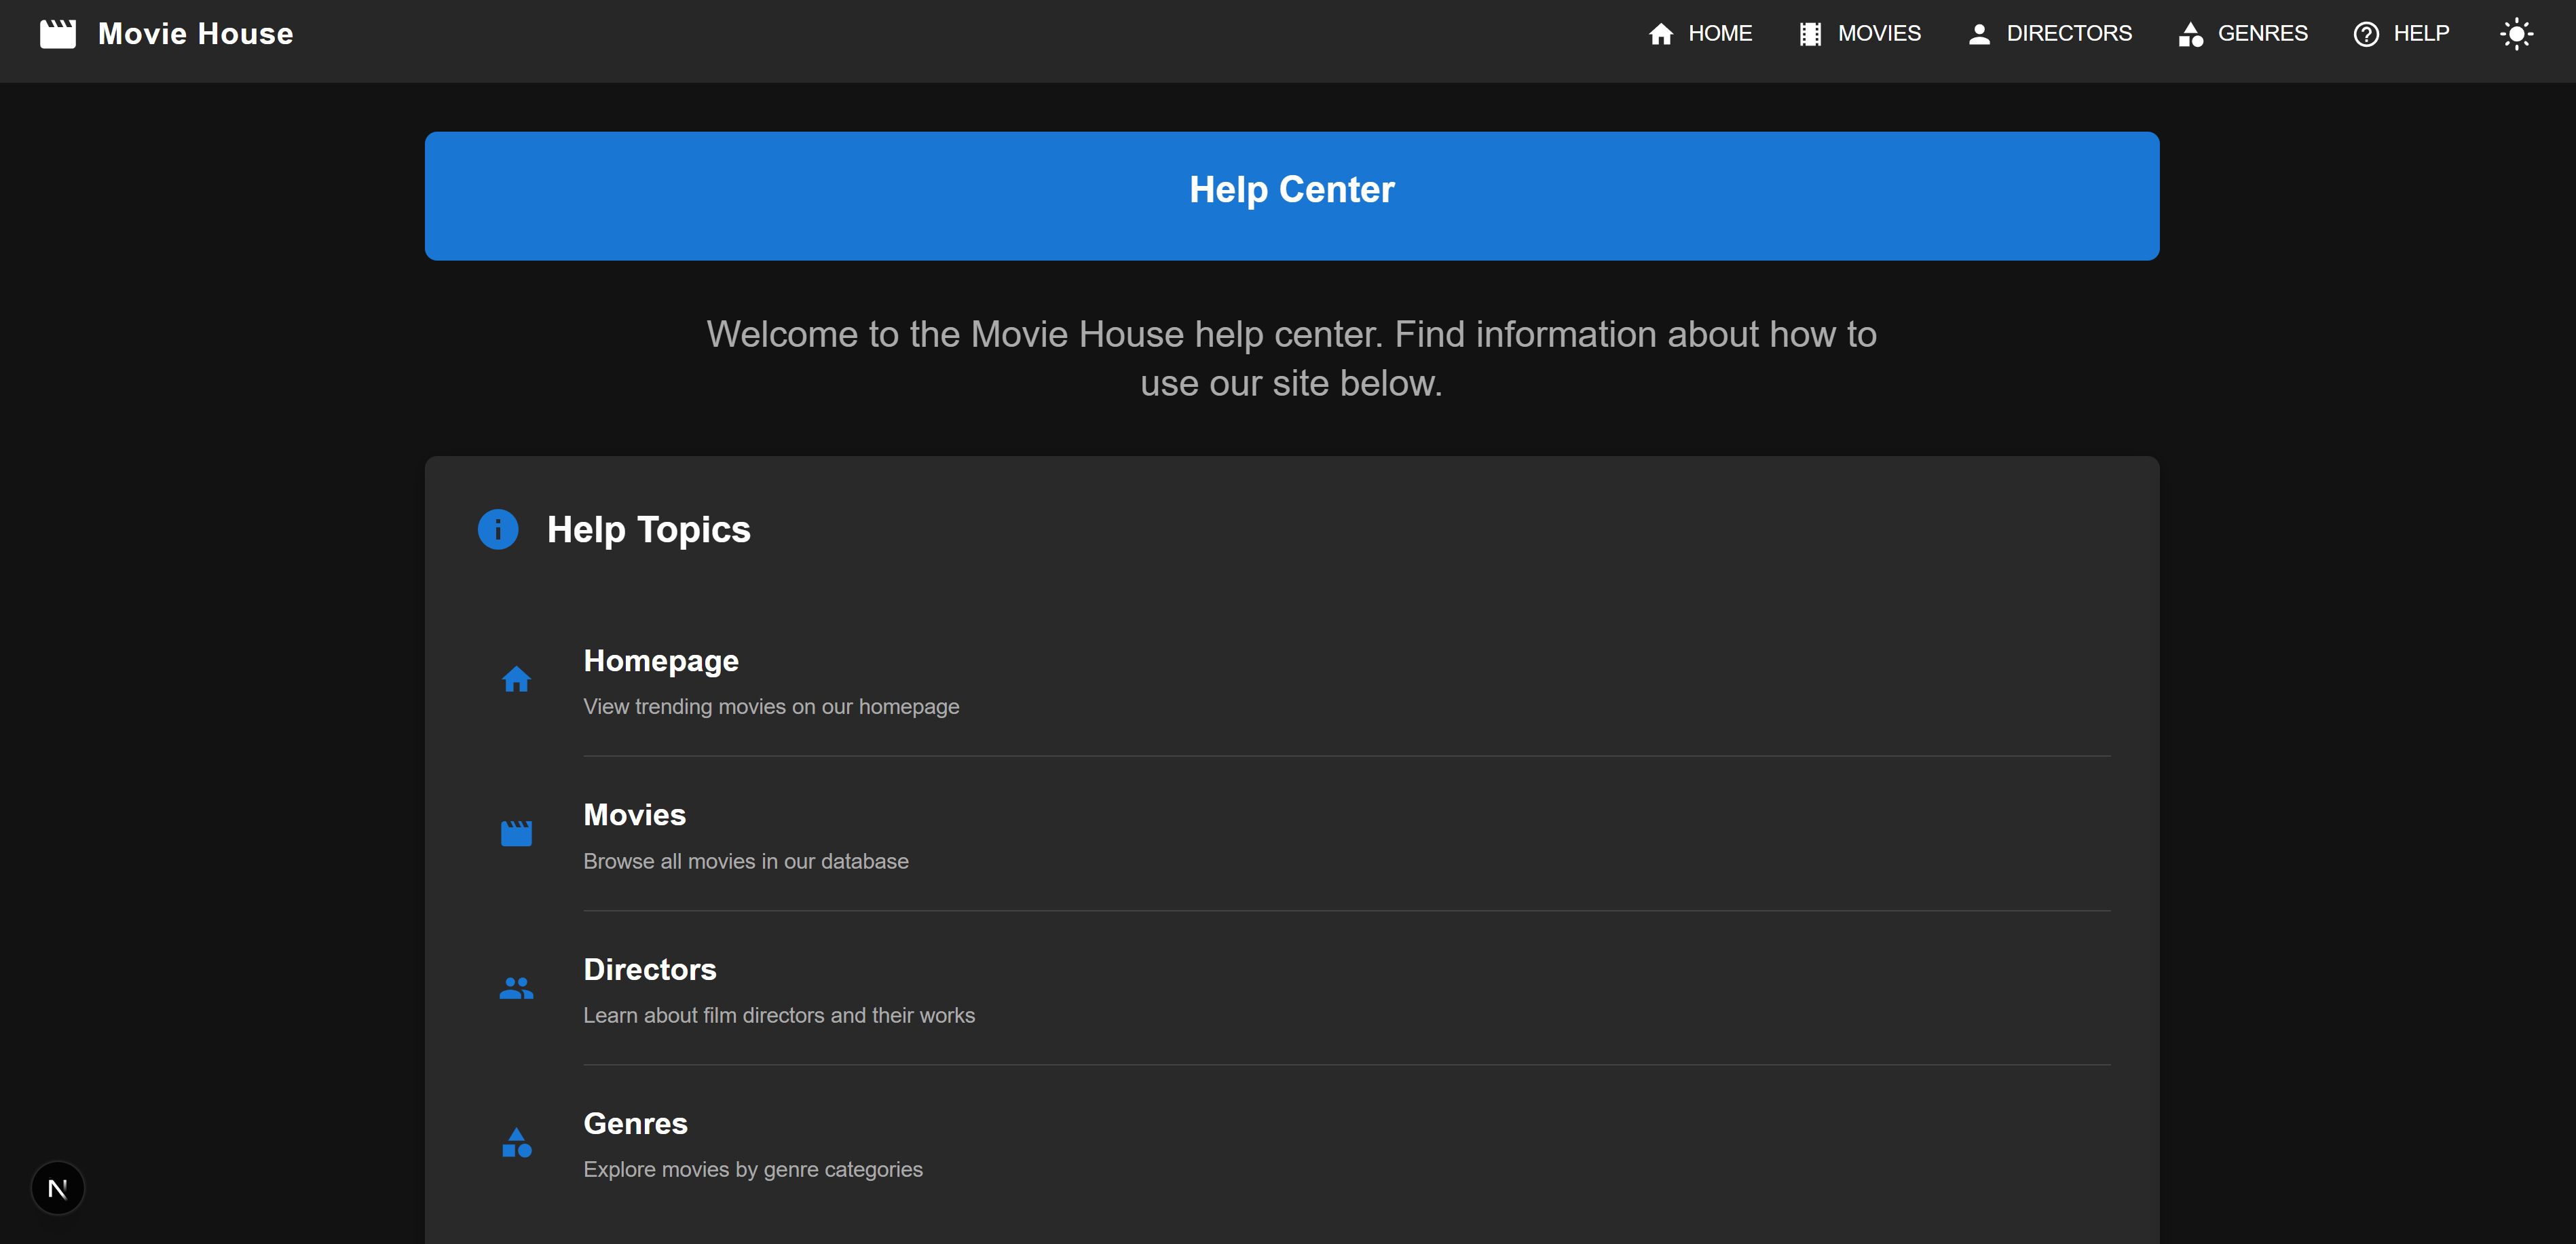 Movie House
HOME
MOVIES
DIRECTORS
GENRES
HELP
Help Center
Welcome to the Movie House help center. Find information about how to
use our site below.
Help Topics
Homepage
View trending movies on our homepage
Movies
Browse all movies in our database
Directors
Learn about film directors and their works
Genres
Explore movies by genre categories
N